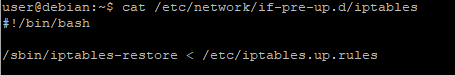 user@debian:~$ cat /etc/network/if-pre-up.d/iptables
#!/bin/bash
/sbin/iptables-restore < /etc/iptables.up.rules